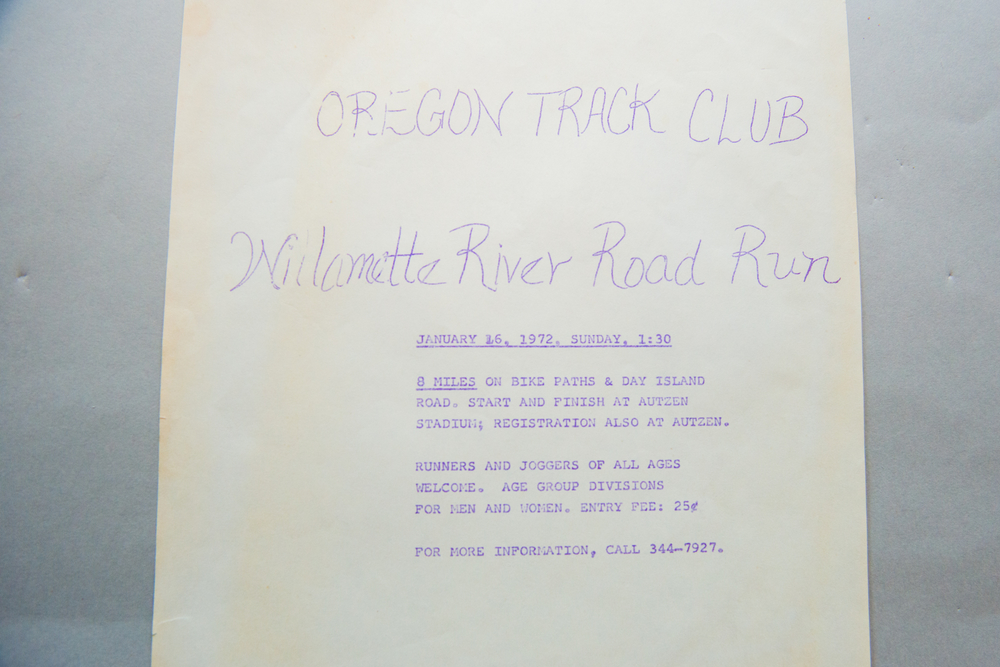 OREGON TRACK CLUB
Willamette River Road Run
JANUARY 16, 1972, SUNDAY, 1:30
8 MILES ON BIKE PATHS & DAY ISLAND
ROAD. START AND FINISH AT AUTZEN
STADIUM; REGISTRATION ALSO AT AUTZEN.
RUNNERS AND JOGGERS OF ALL AGES
WELCOME. AGE GROUP DIVISIONS
FOR MEN AND WOMEN. ENTRY FEE: 25¢
FOR MORE INFORMATION, CALL 344-7927.